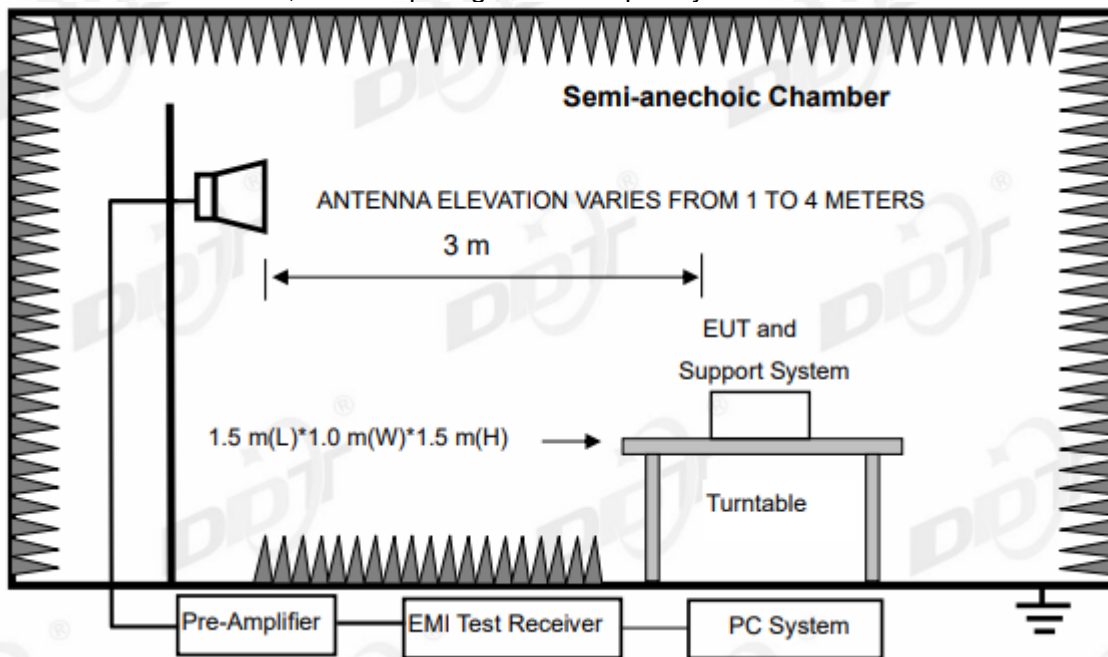 Semi-anechoic Chamber
ANTENNA ELEVATION VARIES FROM 1 TO 4 METERS
3 m
EUT and
Support System
1.5 m(L)*1.0 m(W)*1.5 m(H)
Turntable
Pre-Amplifier
EMI Test Receiver
PC System
DDT
®